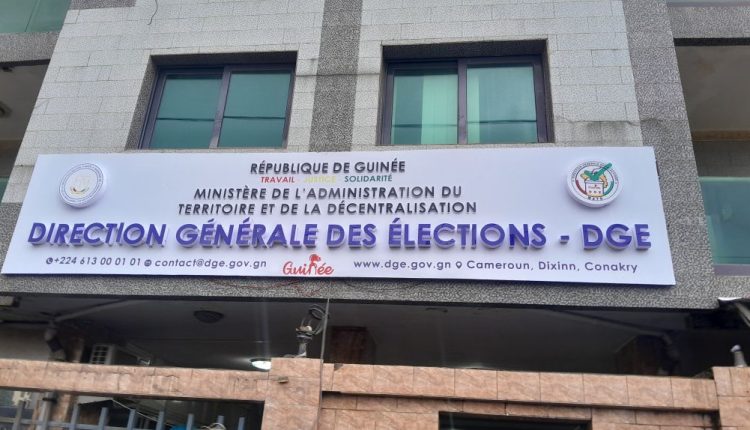 RÉPUBLIQUE DE GUINÉE
TRAVAIL - JUSTICE - SOLIDARITÉ
MINISTÈRE DE L'ADMINISTRATION DU
TERRITOIRE ET DE LA DÉCENTRALISATION
DIRECTION GÉNÉRALE DES ÉLECTIONS - DGE
+224 613 00 01 01 contact@dge.gov.gn Guinée www.dge.gov.gn Cameroun, Dixinn, Conakry